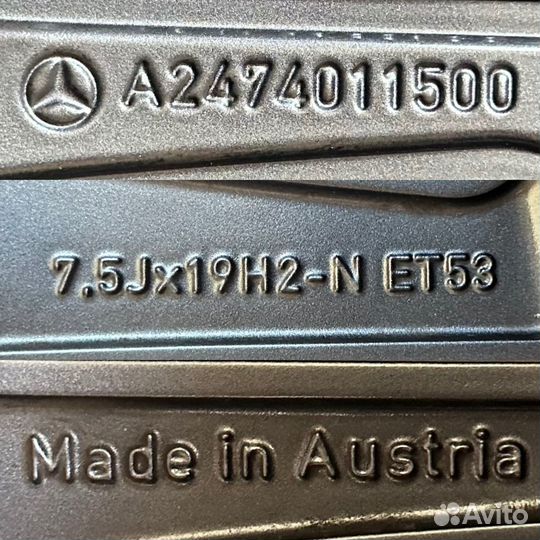 A2474011500
7.5Jx19H2-N ET53
Made in Austria
Avito